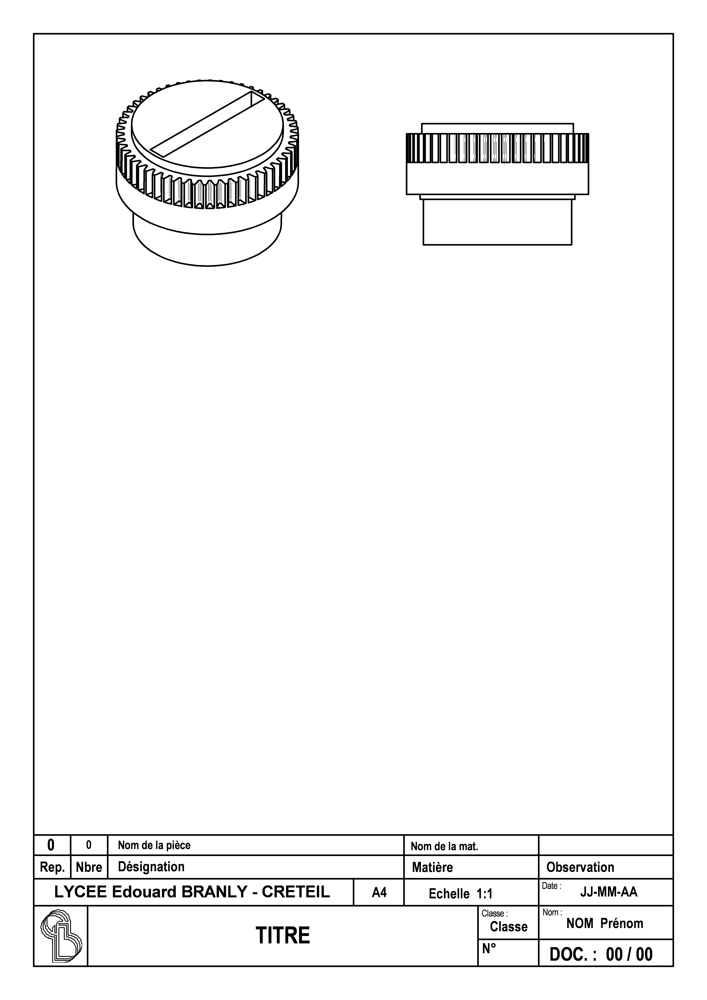 0 0 Nom de la pièce Nom de la mat.
Rep. Nbre Désignation Matière Observation
LYCEE Edouard BRANLY - CRETEIL A4 Echelle 1:1 Date : JJ-MM-AA
Classe : Nom :
Classe NOM Prénom
TITRE
N° DOC. : 00 / 00